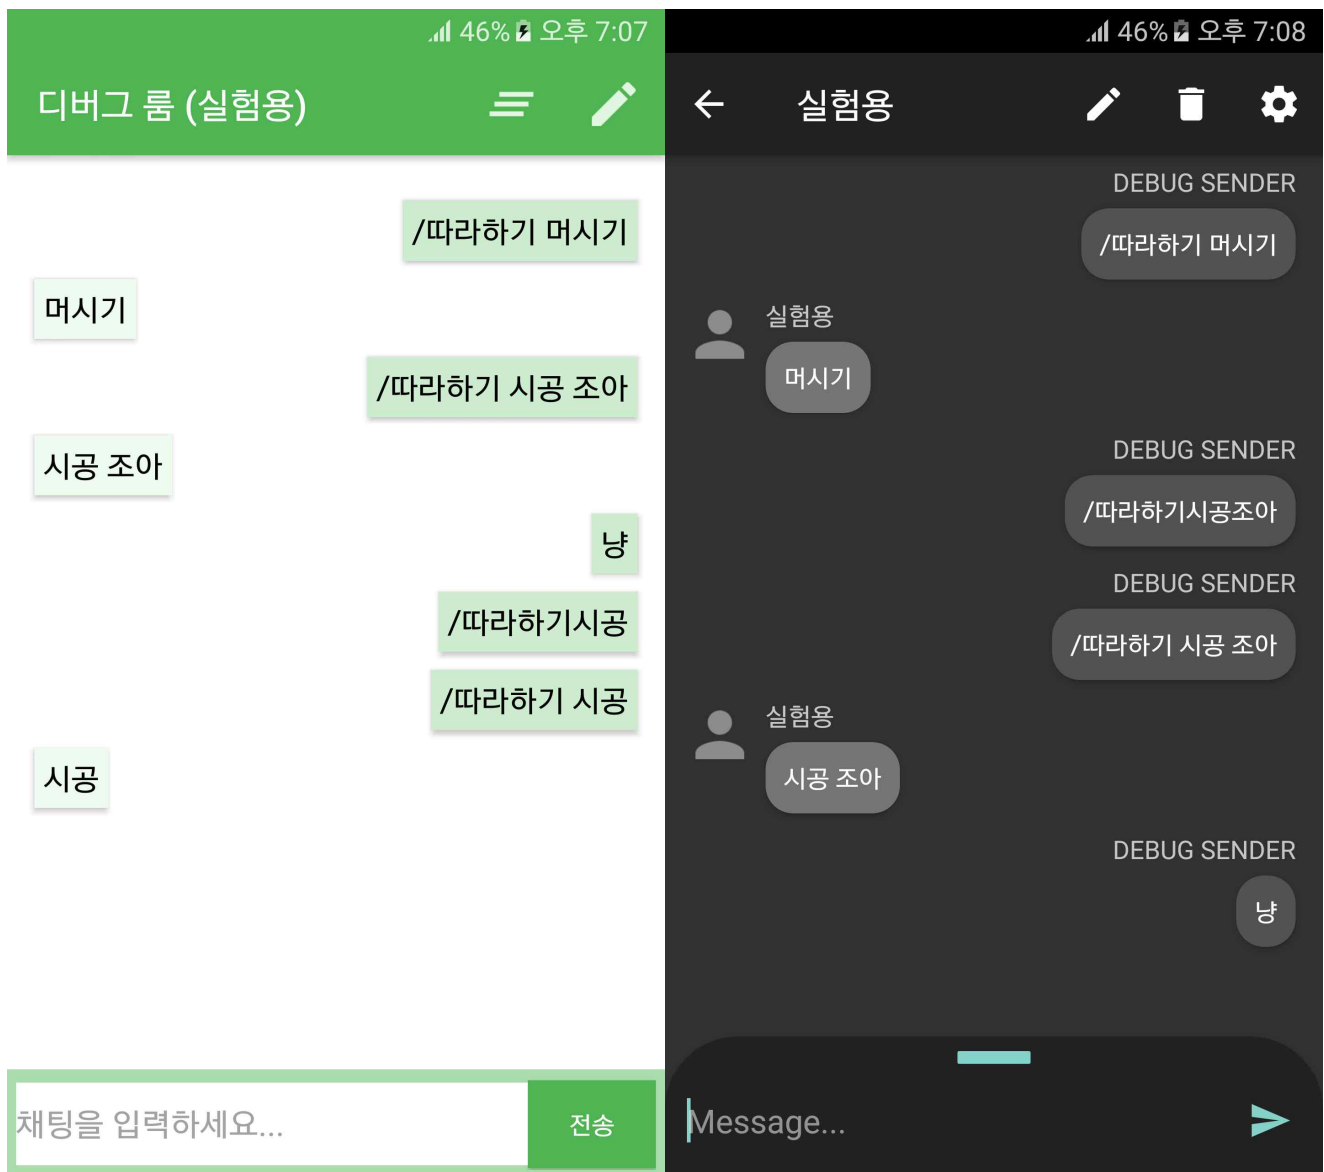 46% 오후 7:07
디버그 룸 (실험용)
/따라하기 머시기
머시기
/따라하기 시공 조아
시공 조아
냥
/따라하기시공
/따라하기 시공
시공
채팅을 입력하세요...
전송
46% 오후 7:08
실험용
DEBUG SENDER
/따라하기 머시기
실험용
머시기
DEBUG SENDER
/따라하기시공조아
DEBUG SENDER
/따라하기 시공 조아
실험용
시공 조아
DEBUG SENDER
냥
Message...